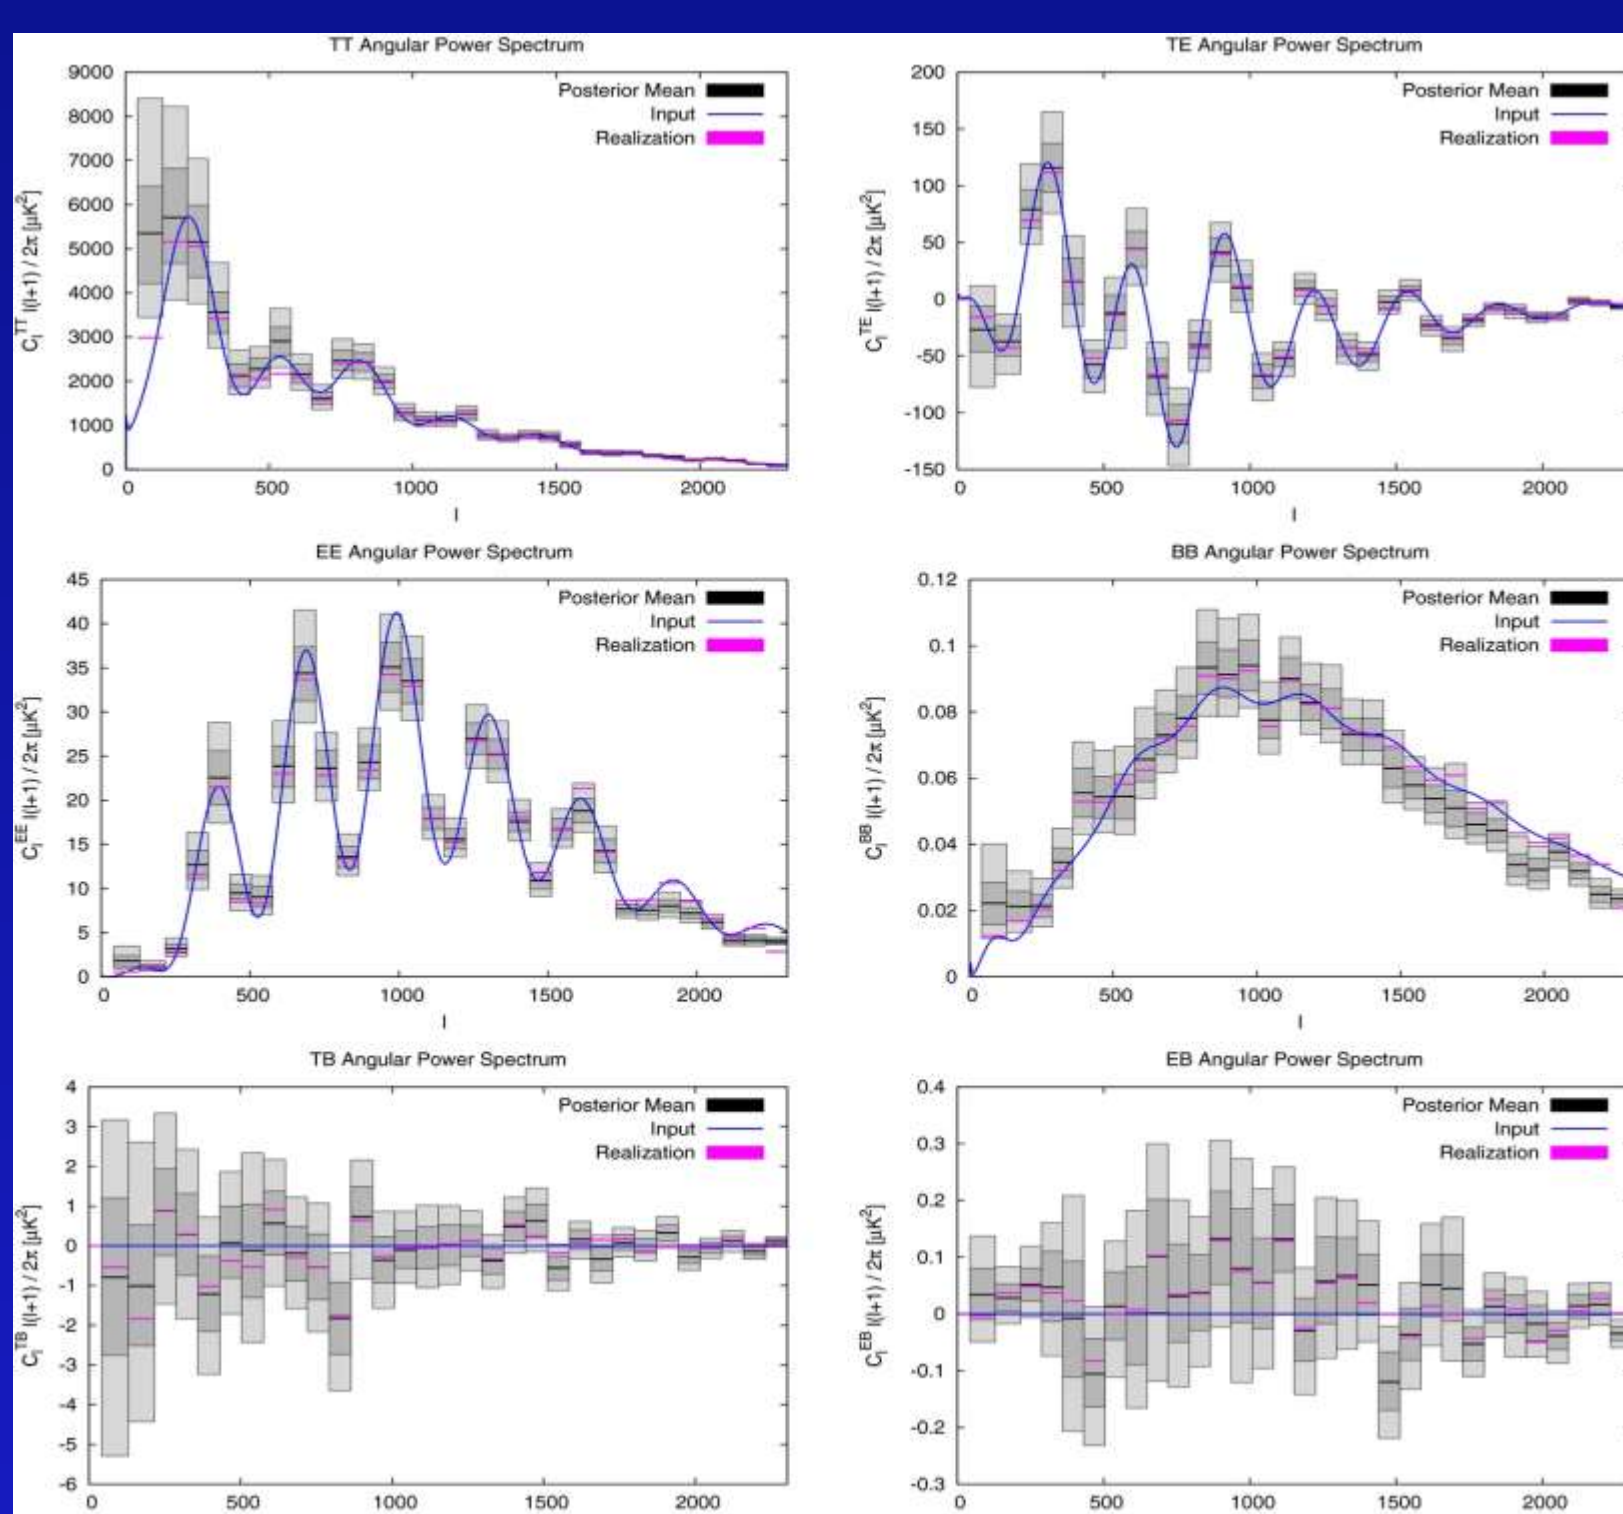 TT Angular Power Spectrum
9000
8000
7000
6000
5000
4000
3000
2000
1000
0
C_l^TT l(l+1) / 2π [μK²]
Posterior Mean
Input
Realization
0 500 1000 1500 2000
l
TE Angular Power Spectrum
200
150
100
50
0
-50
-100
-150
C_l^TE l(l+1) / 2π [μK²]
Posterior Mean
Input
Realization
0 500 1000 1500 2000
l
EE Angular Power Spectrum
45
40
35
30
25
20
15
10
5
0
C_l^EE l(l+1) / 2π [μK²]
Posterior Mean
Input
Realization
0 500 1000 1500 2000
l
BB Angular Power Spectrum
0.12
0.1
0.08
0.06
0.04
0.02
0
C_l^BB l(l+1) / 2π [μK²]
Posterior Mean
Input
Realization
0 500 1000 1500 2000
l
TB Angular Power Spectrum
4
3
2
1
0
-1
-2
-3
-4
-5
-6
C_l^TB l(l+1) / 2π [μK²]
Posterior Mean
Input
Realization
0 500 1000 1500 2000
EB Angular Power Spectrum
0.4
0.3
0.2
0.1
0
-0.1
-0.2
-0.3
C_l^EB l(l+1) / 2π [μK²]
Posterior Mean
Input
Realization
0 500 1000 1500 2000